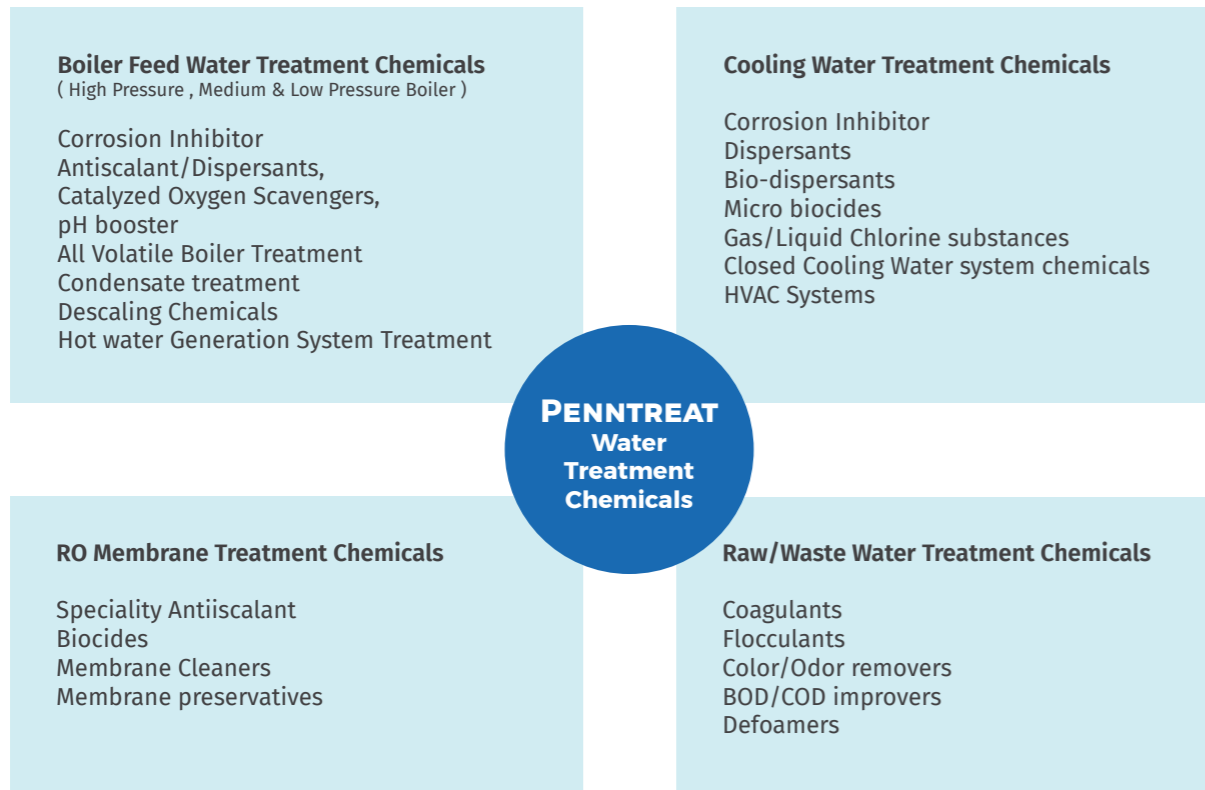 Boiler Feed Water Treatment Chemicals
( High Pressure , Medium & Low Pressure Boiler )
Corrosion Inhibitor
Antiscalant/Dispersants,
Catalyzed Oxygen Scavengers,
pH booster
All Volatile Boiler Treatment
Condensate treatment
Descaling Chemicals
Hot water Generation System Treatment
Cooling Water Treatment Chemicals
Corrosion Inhibitor
Dispersants
Bio-dispersants
Micro biocides
Gas/Liquid Chlorine substances
Closed Cooling Water system chemicals
HVAC Systems
PENNTREAT
Water
Treatment
Chemicals
RO Membrane Treatment Chemicals
Speciality Antiiscalant
Biocides
Membrane Cleaners
Membrane preservatives
Raw/Waste Water Treatment Chemicals
Coagulants
Flocculants
Color/Odor removers
BOD/COD improvers
Defoamers